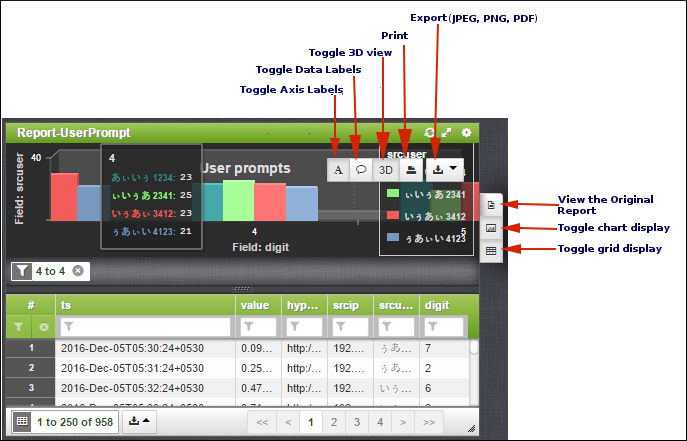 Export(JPEG, PNG, PDF)
Print
Toggle 3D view
Toggle Data Labels
Toggle Axis Labels
Report-UserPrompt
User prompts
A
3D
srcuser
Field: srcuser
40
4
あぃいぅ 1234: 23
ぃいぅあ 2341: 25
いぅあぃ 3412: 23
ぅあぃい 4123: 21
ぃいぅあ 2341
いぅあぃ 3412
ぅあぃい 4123
4
5
Field: digit
View the Original
Report
Toggle chart display
Toggle grid display
4 to 4
# ts value hyp... srcip srcu... digit
1 2016-Dec-05T05:30:24+0530 0.09... http:/... 192.... ぅあ... 7
2 2016-Dec-05T05:31:24+0530 0.25... http:/... 192.... ぅあ... 2
3 2016-Dec-05T05:32:24+0530 0.47... http:/... 192.... いぅ... 6
1 to 250 of 958
<< < 1 2 3 4 > >>